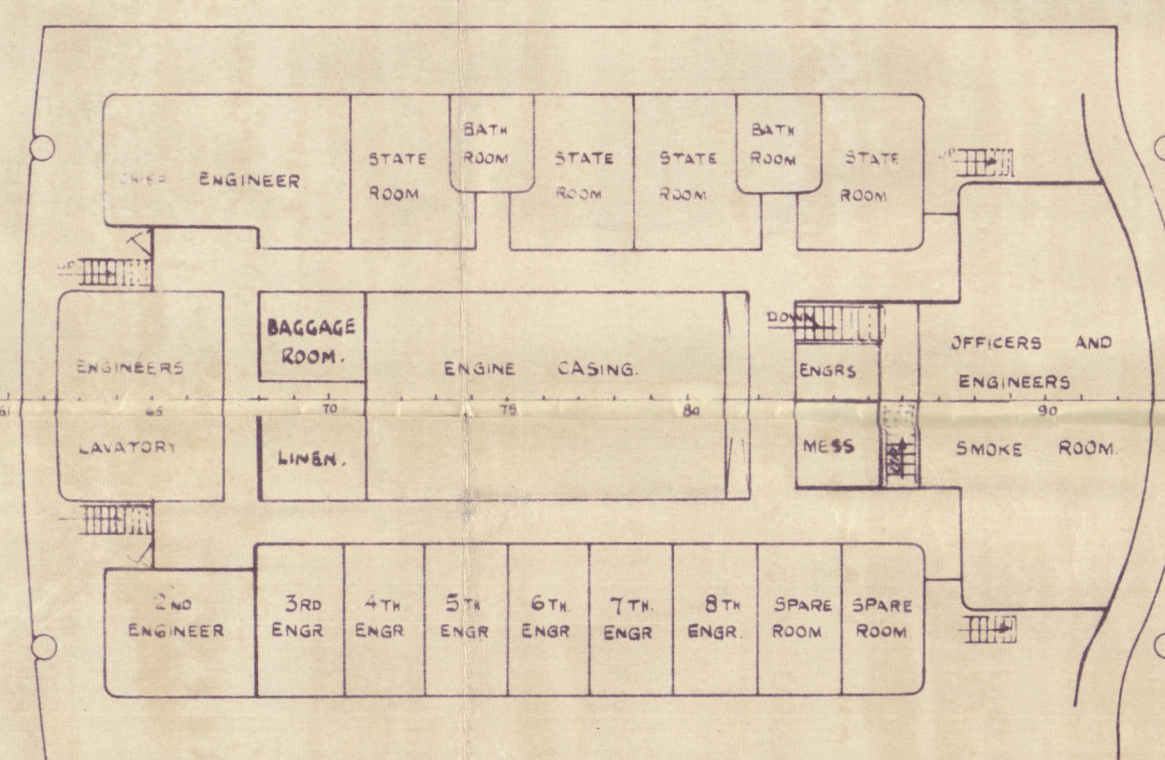 CHIEF ENGINEER
STATE
ROOM
BATH
ROOM
STATE
ROOM
STATE
ROOM
BATH
ROOM
STATE
ROOM
UP
UP
BAGGAGE
ROOM.
ENGINE CASING.
DOWN
ENGINEERS
LAVATORY
LINEN.
ENGRS
MESS
OFFICERS AND
ENGINEERS
SMOKE ROOM.
65
70
75
80
90
2ND
ENGINEER
3RD
ENGR
4TH
ENGR
5TH
ENGR
6TH.
ENGR
7TH.
ENGR
8TH
ENGR.
SPARE
ROOM
SPARE
ROOM